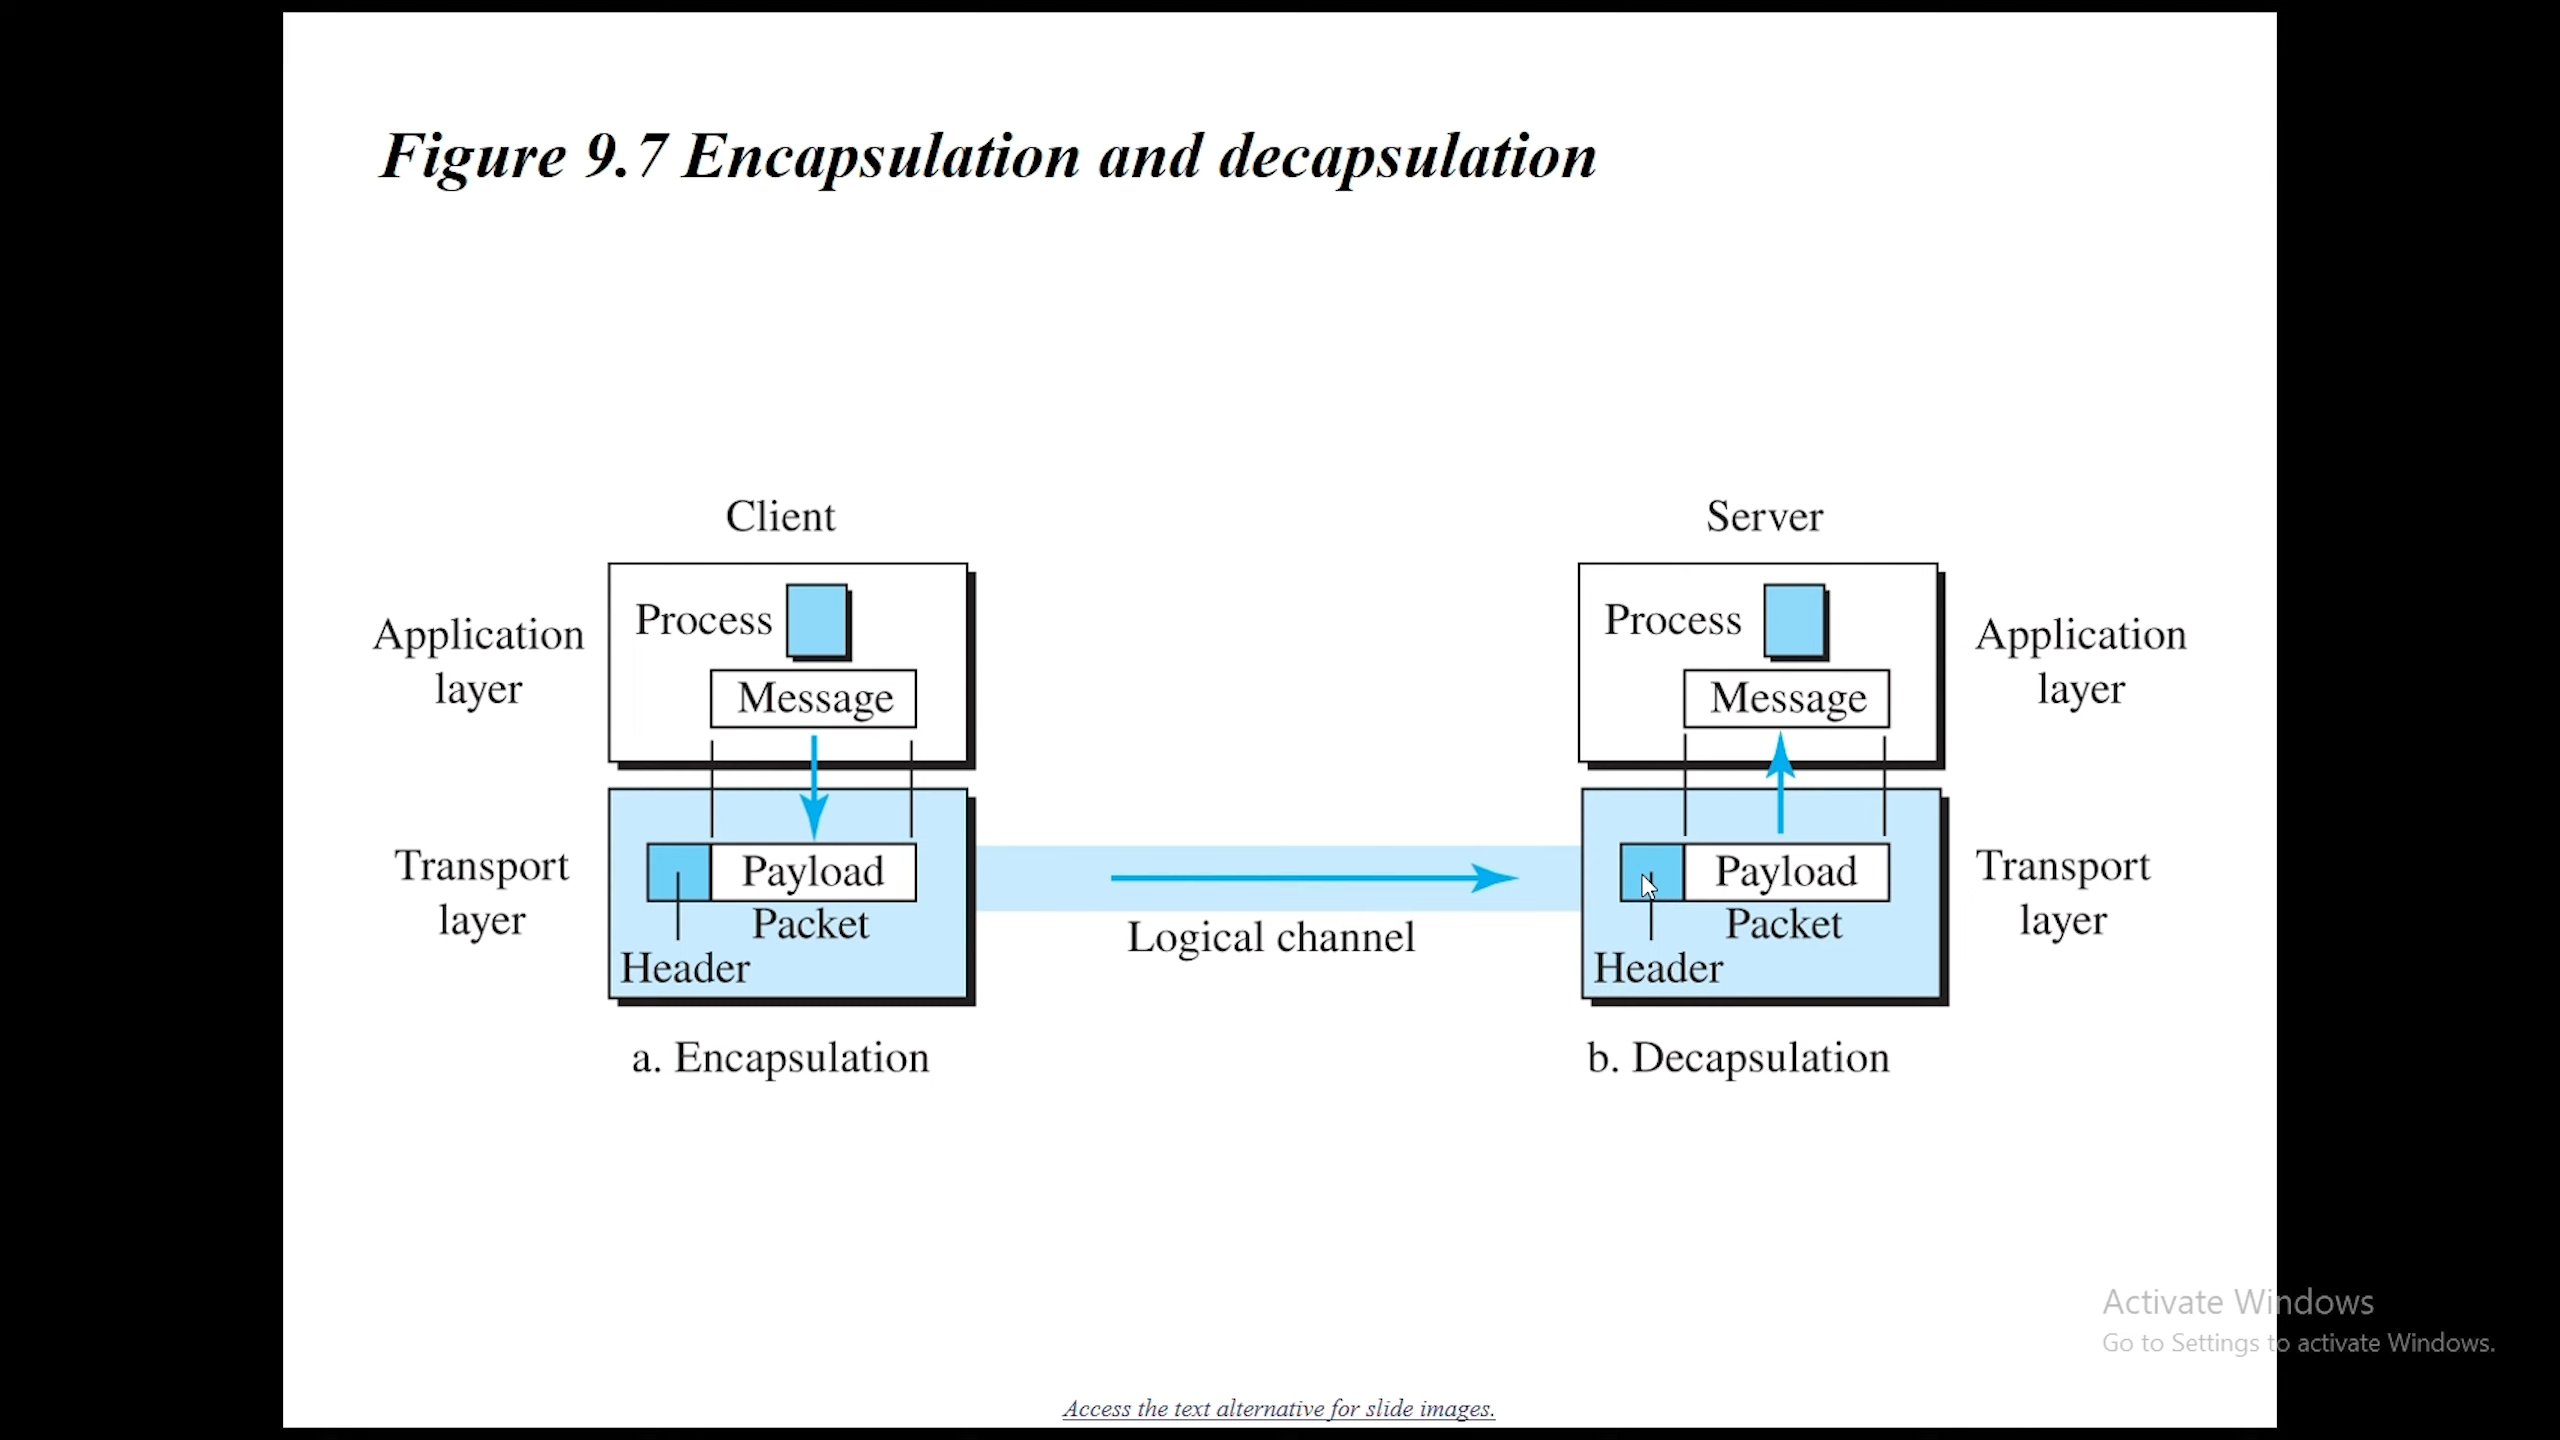 Figure 9.7 Encapsulation and decapsulation
Client
Server
Application
layer
Process
Message
Process
Message
Application
layer
Transport
layer
Payload
Packet
Header
Logical channel
Payload
Packet
Header
Transport
layer
a. Encapsulation
b. Decapsulation
Activate Windows
Go to Settings to activate Windows.
Access the text alternative for slide images.